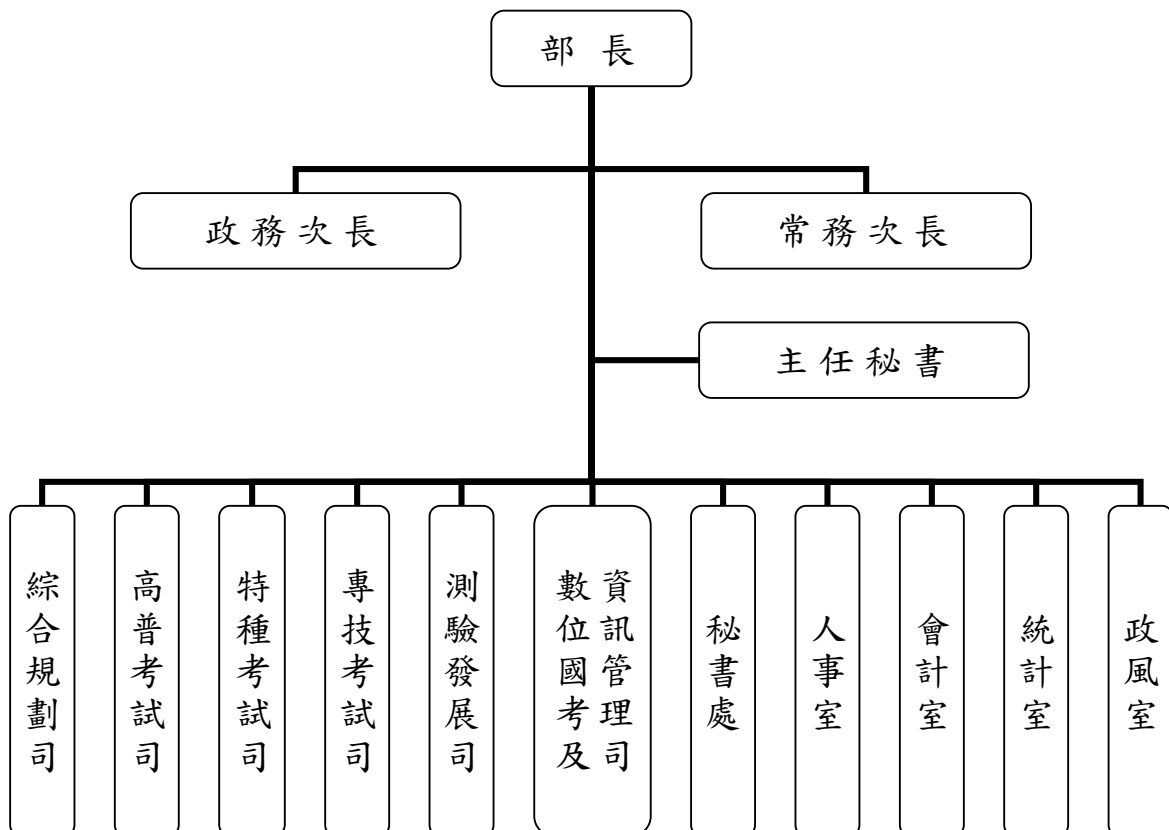 部長
政務次長
常務次長
主任秘書
綜合規劃司
高普考試司
特種考試司
專技考試司
測驗發展司
數位國考及
資訊管理司
秘書處
人事室
會計室
統計室
政風室